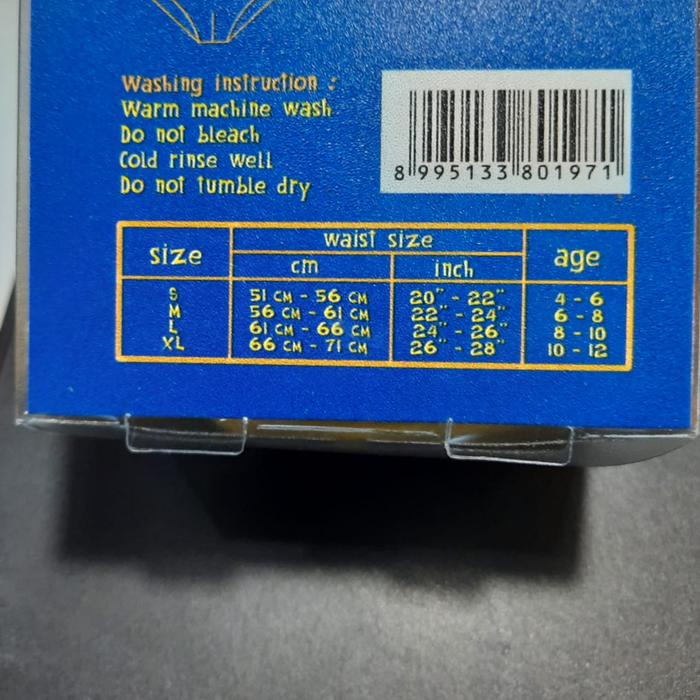 Washing instruction :
Warm machine wash
Do not bleach
Cold rinse well
Do not tumble dry
8 995133 801971
size waist size age
cm inch
S 51 CM - 56 CM 20" - 22" 4 - 6
M 56 CM - 61 CM 22" - 24" 6 - 8
L 61 CM - 66 CM 24" - 26" 8 - 10
XL 66 CM - 71 CM 26" - 28" 10 - 12